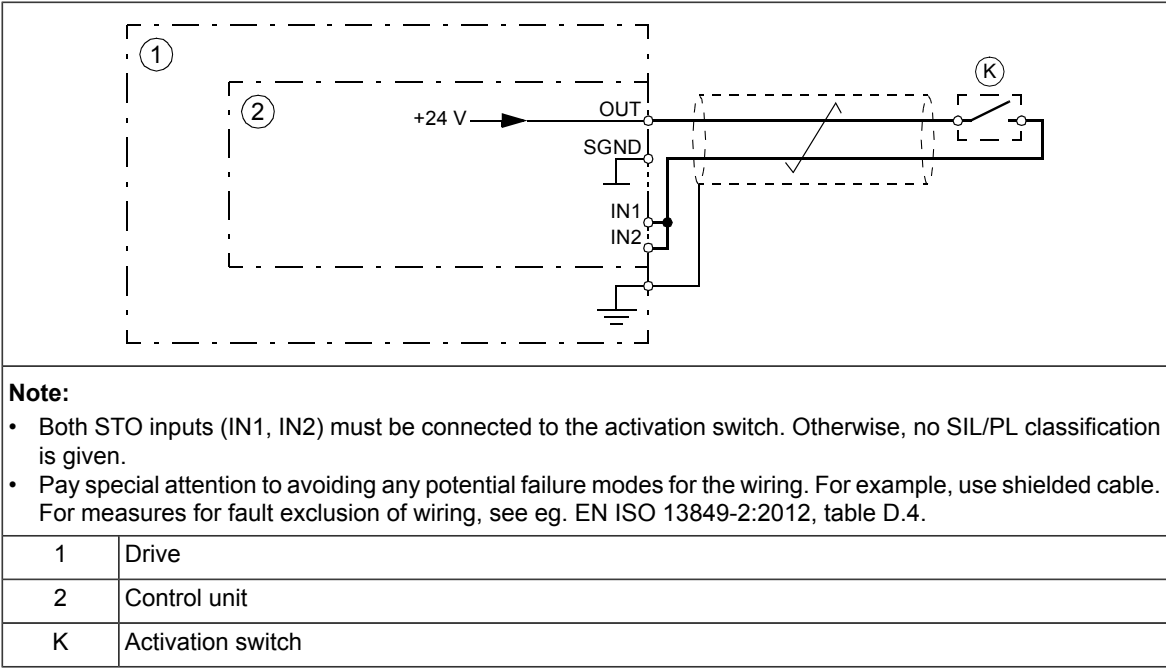 1
K
2
+24 V
OUT
SGND
IN1
IN2
Note:
• Both STO inputs (IN1, IN2) must be connected to the activation switch. Otherwise, no SIL/PL classification
is given.
• Pay special attention to avoiding any potential failure modes for the wiring. For example, use shielded cable.
For measures for fault exclusion of wiring, see eg. EN ISO 13849-2:2012, table D.4.
1 Drive
2 Control unit
K Activation switch